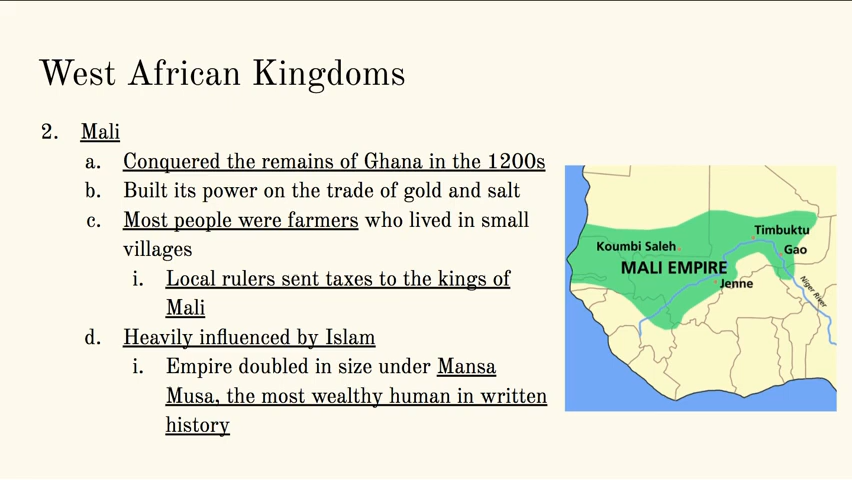 West African Kingdoms
2. Mali
a. Conquered the remains of Ghana in the 1200s
b. Built its power on the trade of gold and salt
c. Most people were farmers who lived in small
villages
i. Local rulers sent taxes to the kings of
Mali
d. Heavily influenced by Islam
i. Empire doubled in size under Mansa
Musa, the most wealthy human in written
history
Timbuktu
Koumbi Saleh
Gao
MALI EMPIRE
Jenne
Niger River